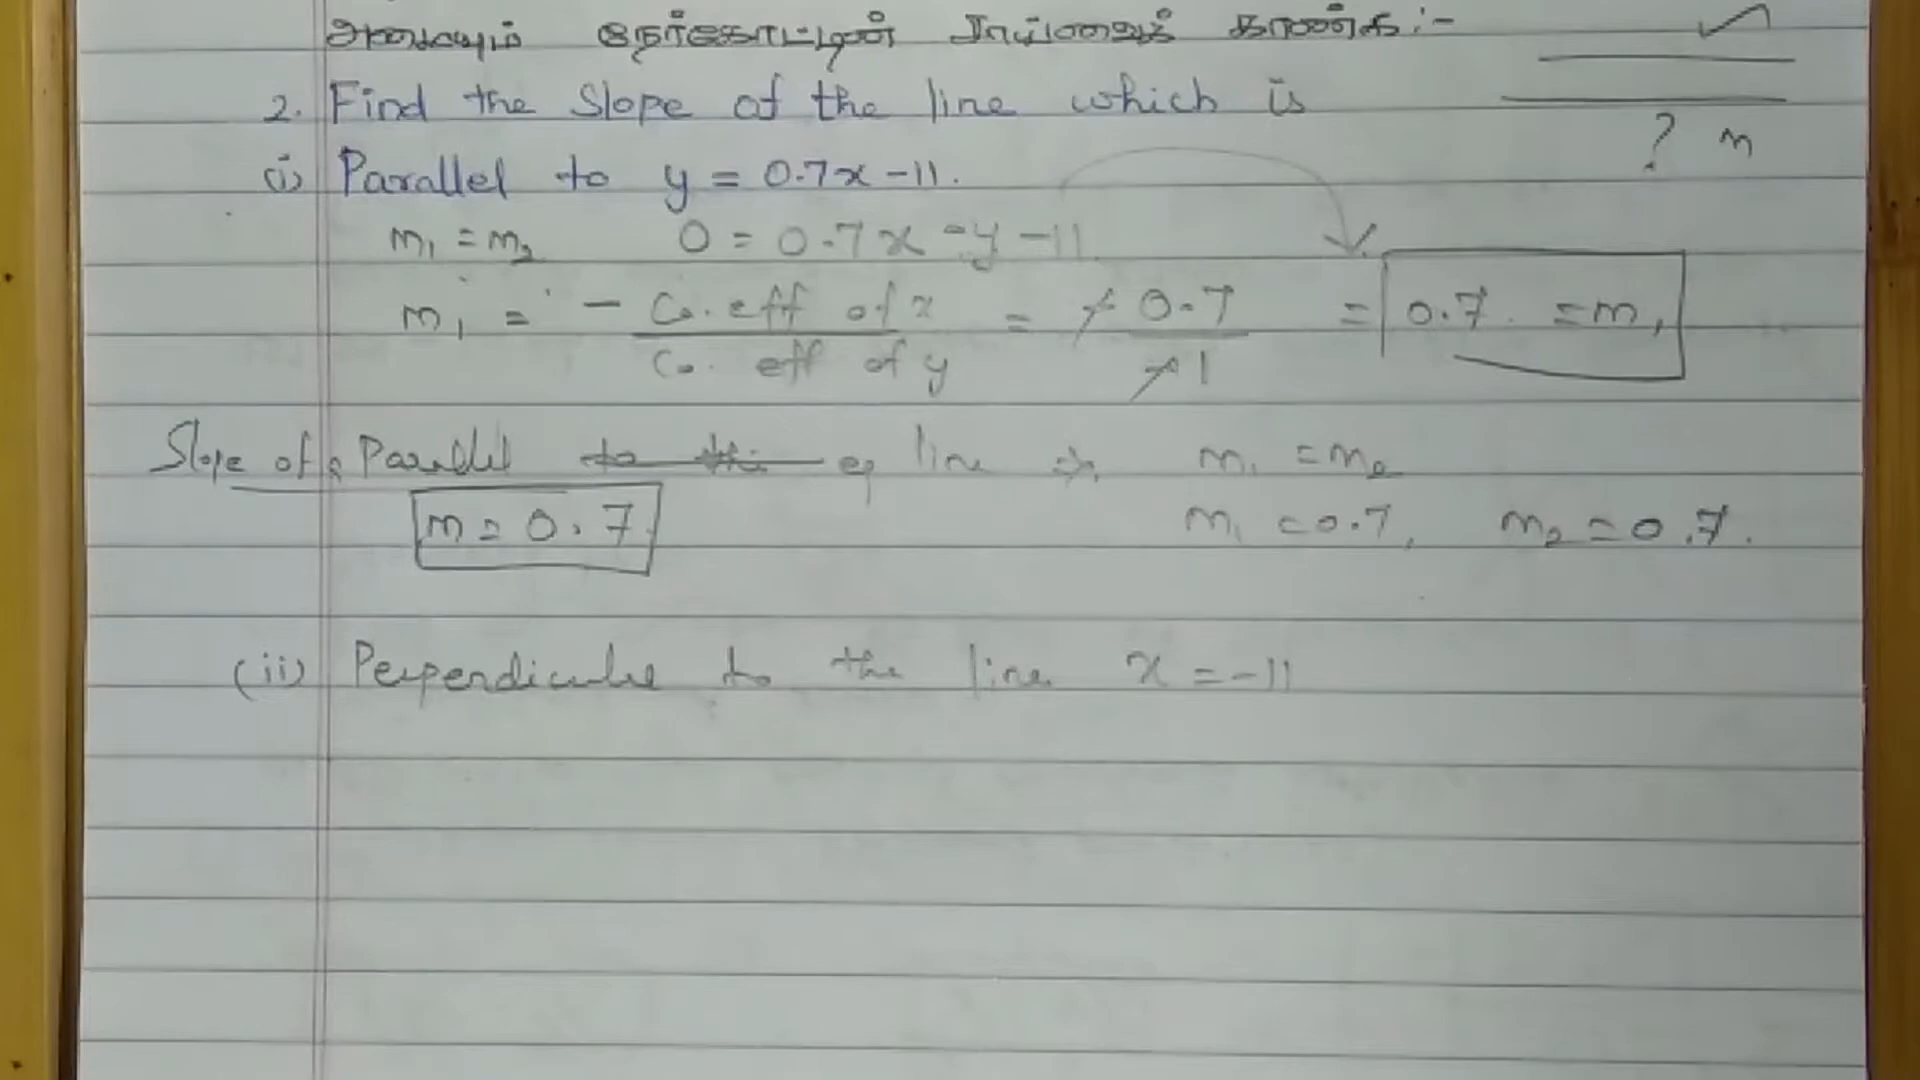 அமையும் நேர்கோட்டின் சாய்வைக் காண்க:-
2. Find the Slope of the line which is
? m
(i) Parallel to y = 0.7x - 11.
m₁ = m₂ 0 = 0.7x - y - 11
m₁ = - Co. eff of x / Co. eff of y = - 0.7 / - 1 = 0.7 = m₁
Slope of Parallel line ⇒ m₁ = m₂
m = 0.7 m₁ = 0.7, m₂ = 0.7.
(ii) Perpendicular to the line x = -11